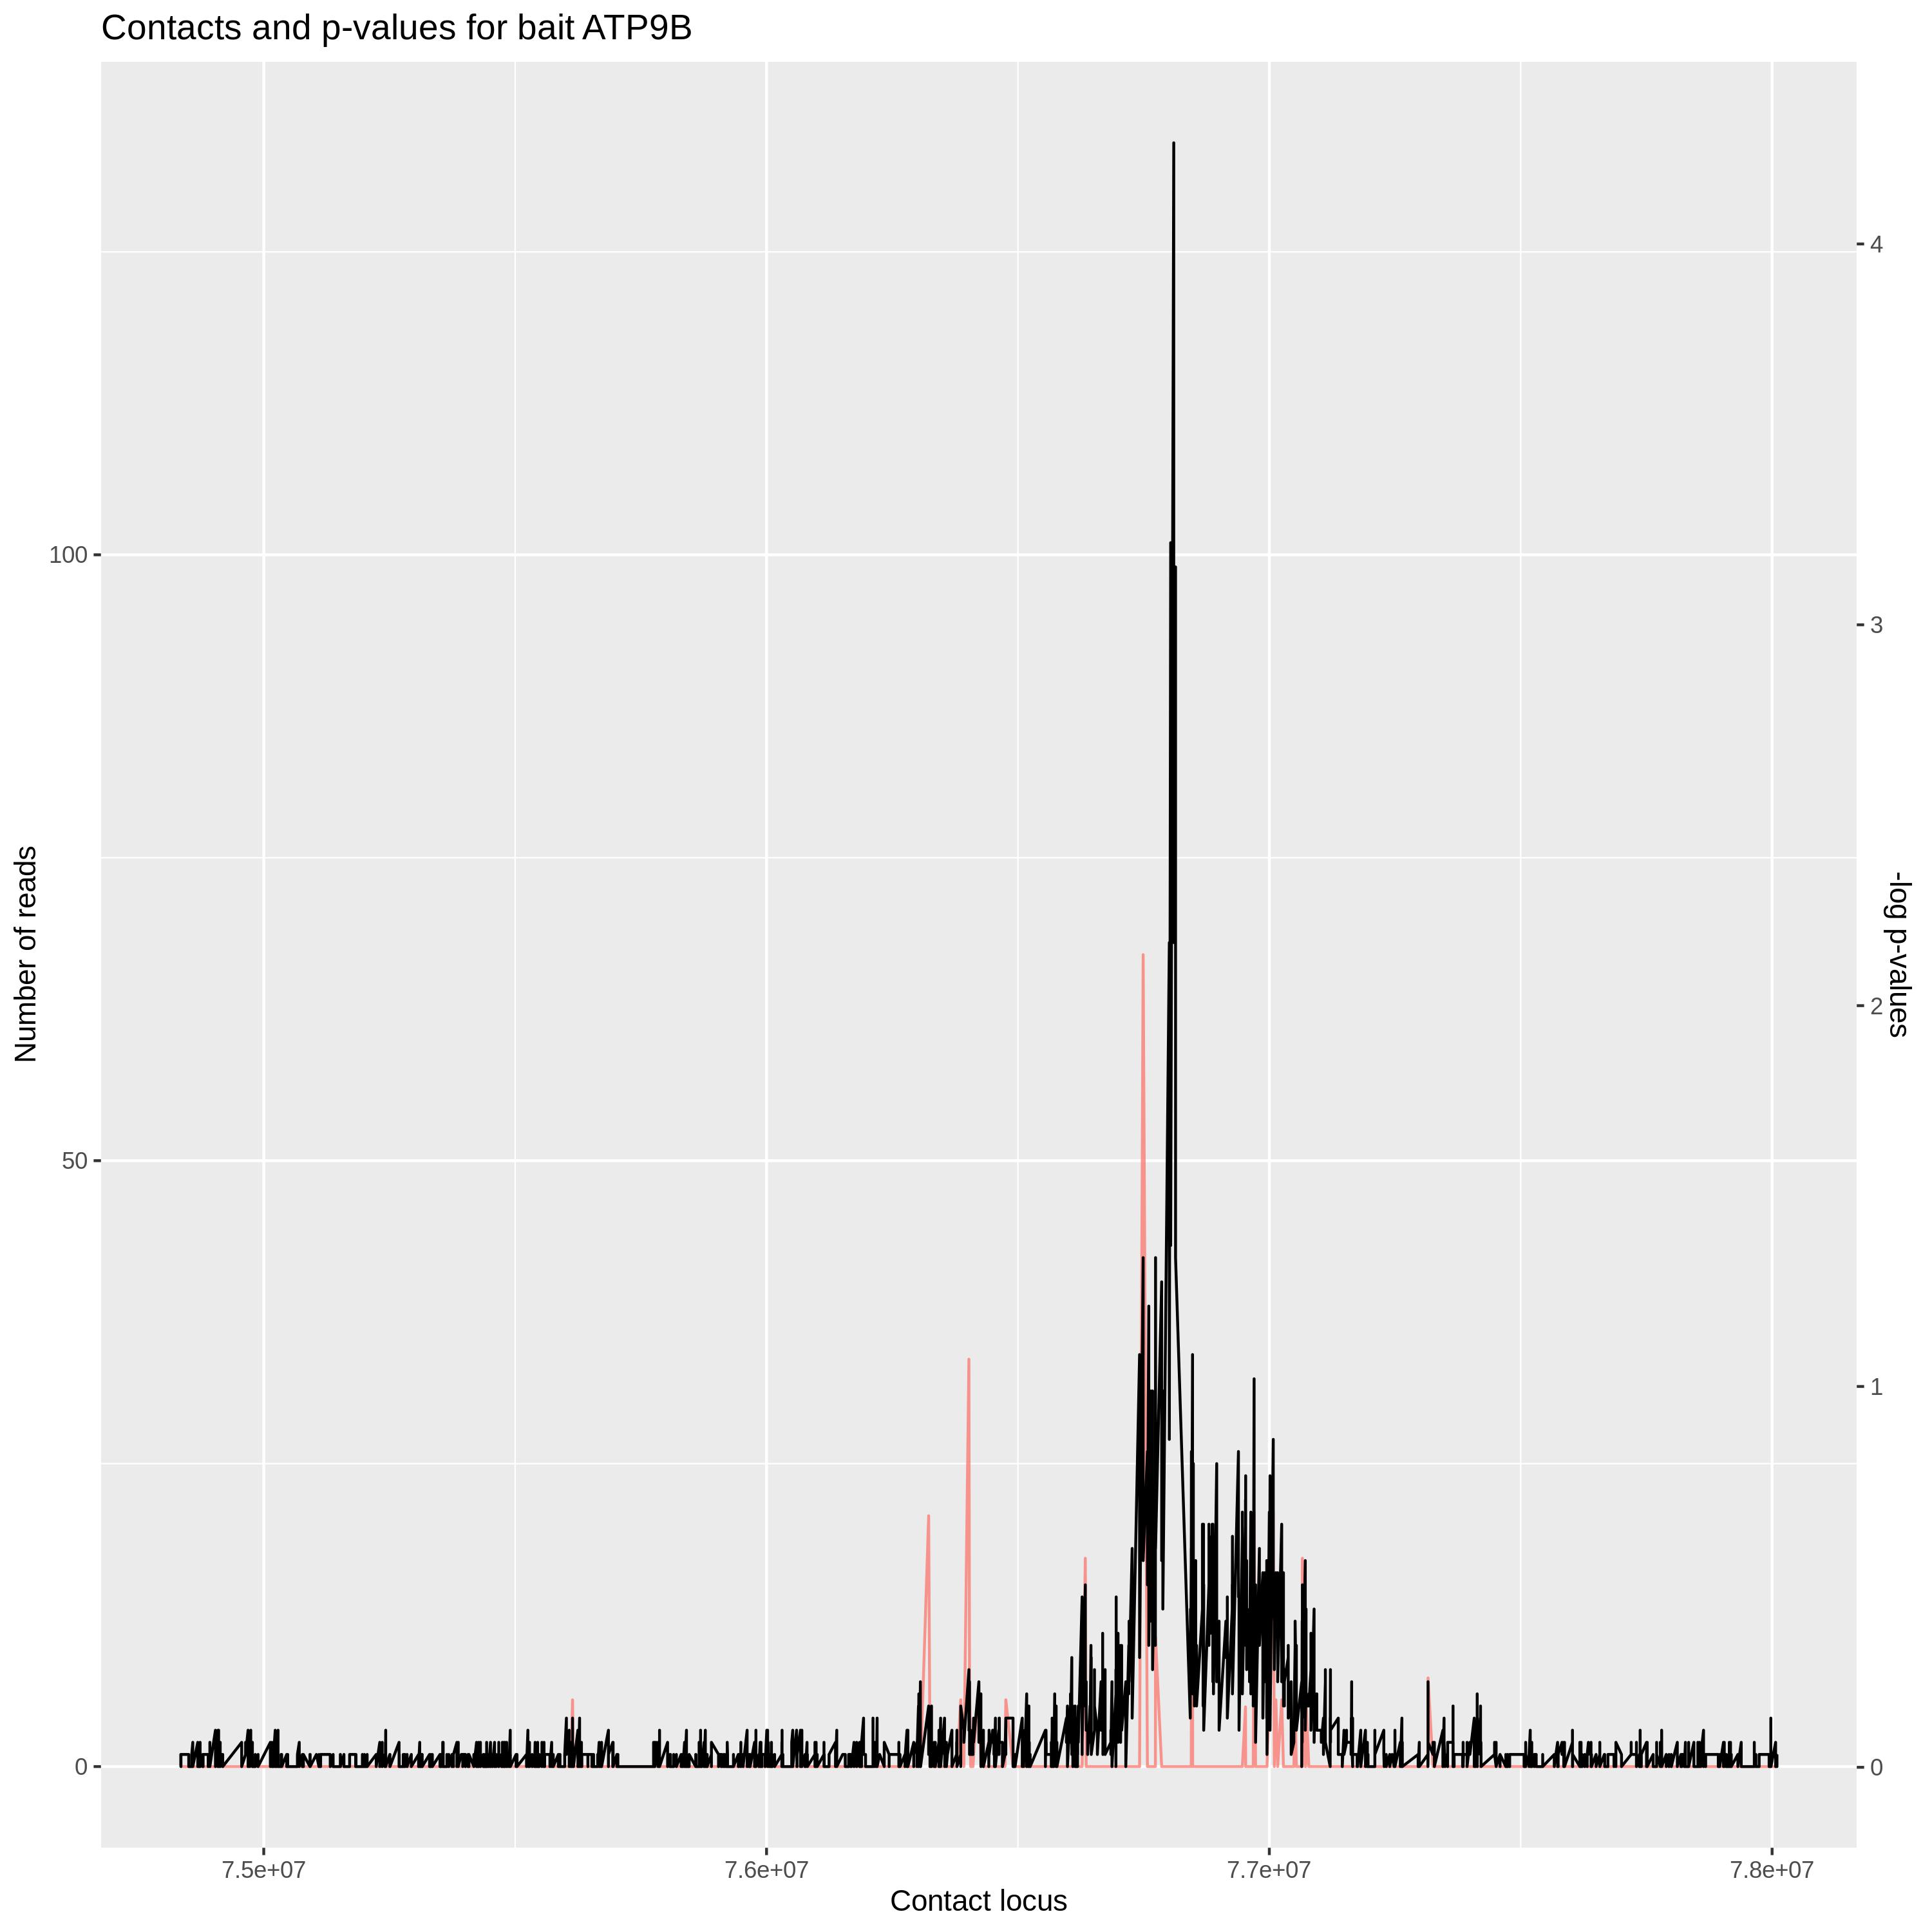 Contacts and p-values for bait ATP9B
Number of reads
100
50
0
4
3
2
1
0
-log p-values
7.5e+07
7.6e+07
7.7e+07
7.8e+07
Contact locus